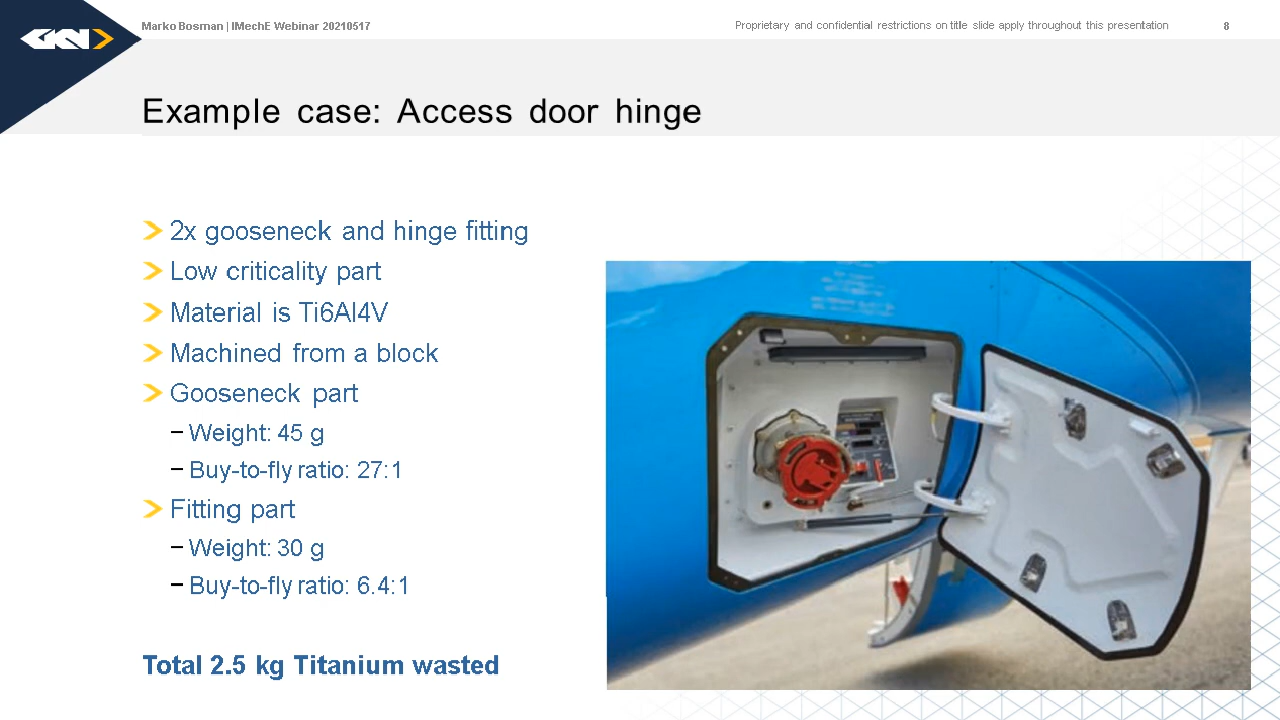 Marko Bosman | IMechE Webinar 20210517
Proprietary and confidential restrictions on title slide apply throughout this presentation
8
GKN
Example case: Access door hinge
2x gooseneck and hinge fitting
Low criticality part
Material is Ti6Al4V
Machined from a block
Gooseneck part
– Weight: 45 g
– Buy-to-fly ratio: 27:1
Fitting part
– Weight: 30 g
– Buy-to-fly ratio: 6.4:1
Total 2.5 kg Titanium wasted